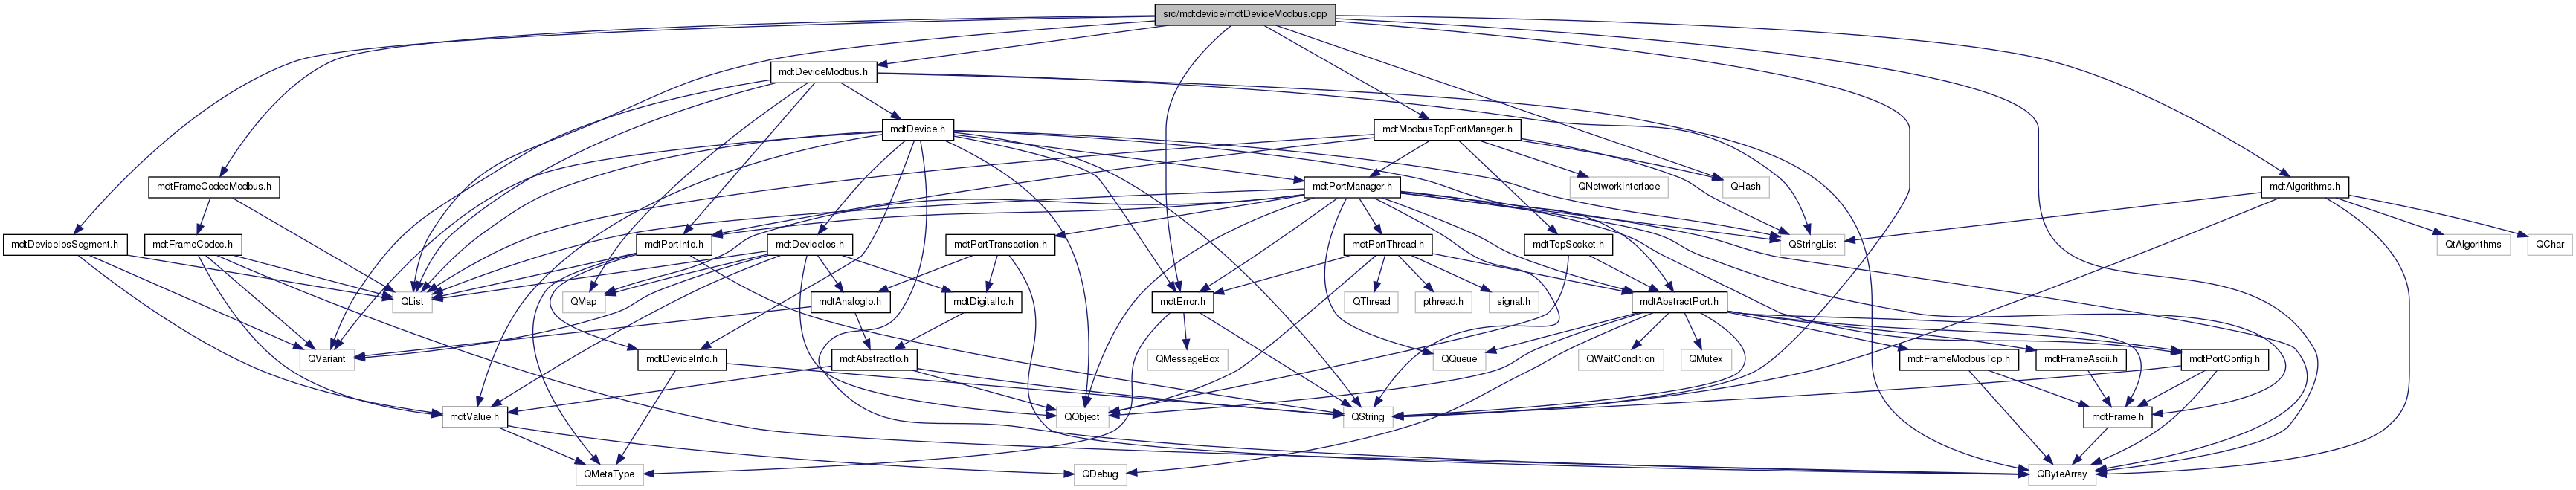 src/mdtdevice/mdtDeviceModbus.cpp
mdtDeviceModbus.h
mdtDevice.h
mdtModbusTcpPortManager.h
mdtFrameCodecModbus.h
mdtPortManager.h
QNetworkInterface
QHash
mdtAlgorithms.h
mdtDeviceIosSegment.h
mdtFrameCodec.h
mdtPortInfo.h
mdtDeviceIos.h
mdtPortTransaction.h
mdtPortThread.h
mdtTcpSocket.h
QStringList
QtAlgorithms
QChar
QList
QMap
mdtAnalogIo.h
mdtDigitalIo.h
mdtError.h
QThread
pthread.h
signal.h
mdtAbstractPort.h
QVariant
mdtDeviceInfo.h
mdtAbstractIo.h
QMessageBox
QQueue
QWaitCondition
QMutex
mdtFrameModbusTcp.h
mdtFrameAscii.h
mdtPortConfig.h
mdtValue.h
QObject
QString
mdtFrame.h
QMetaType
QDebug
QByteArray